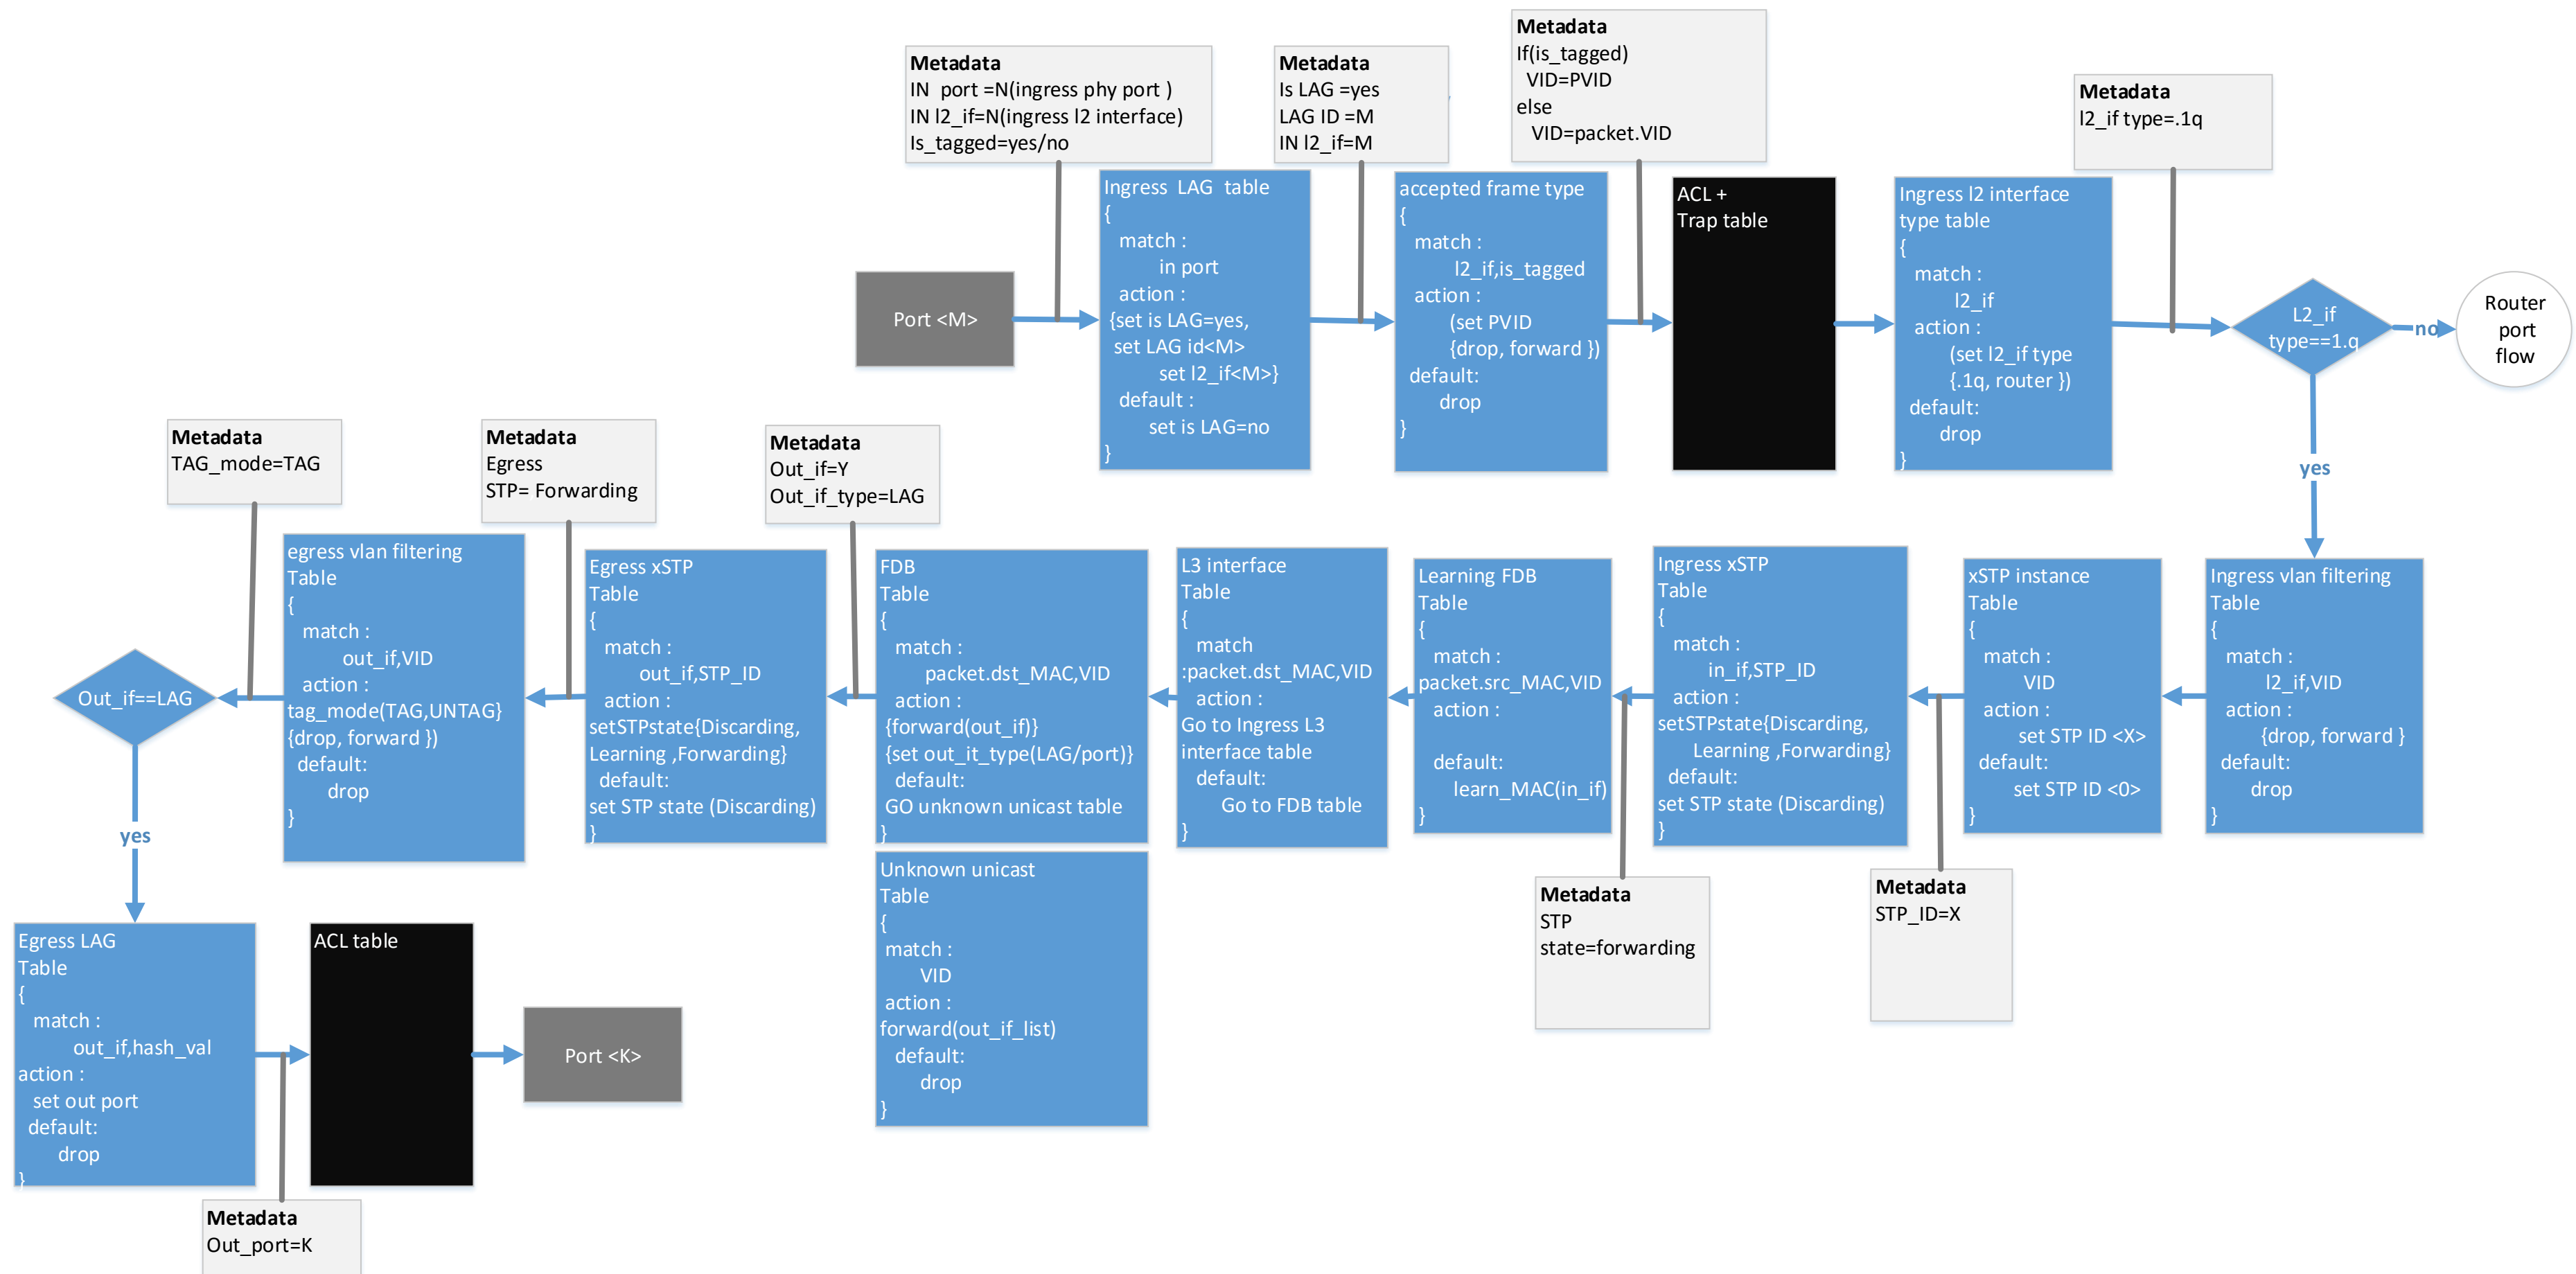 Metadata
IN  port =N(ingress phy port )
IN l2_if=N(ingress l2 interface)
Is_tagged=yes/no
Metadata
Is LAG =yes
LAG ID =M
IN l2_if=M
Metadata
If(is_tagged)
VID=PVID
else
VID=packet.VID
Metadata
l2_if type=.1q
Port <M>
Ingress  LAG  table
{
match :
in port
action :
{set is LAG=yes,
set LAG id<M>
set l2_if<M>}
default :
set is LAG=no
}
accepted frame type
{
match :
l2_if,is_tagged
action :
(set PVID
{drop, forward })
default:
drop
}
ACL +
Trap table
Ingress l2 interface
type table
{
match :
l2_if
action :
(set l2_if type
{.1q, router })
default:
drop
}
L2_if
type==1.q
no
Router
port
flow
yes
Ingress vlan filtering
Table
{
match :
l2_if,VID
action :
{drop, forward }
default:
drop
}
xSTP instance
Table
{
match :
VID
action :
set STP ID <X>
default:
set STP ID <0>
}
Metadata
STP_ID=X
Ingress xSTP
Table
{
match :
in_if,STP_ID
action :
setSTPstate{Discarding,
Learning ,Forwarding}
default:
set STP state (Discarding)
}
Metadata
STP
state=forwarding
Learning FDB
Table
{
match :
packet.src_MAC,VID
action :
default:
learn_MAC(in_if)
}
L3 interface
Table
{
match
:packet.dst_MAC,VID
action :
Go to Ingress L3
interface table
default:
Go to FDB table
}
FDB
Table
{
match :
packet.dst_MAC,VID
action :
{forward(out_if)}
{set out_it_type(LAG/port)}
default:
GO unknown unicast table
}
Unknown unicast
Table
{
match :
VID
action :
forward(out_if_list)
default:
drop
}
Metadata
Out_if=Y
Out_if_type=LAG
Egress xSTP
Table
{
match :
out_if,STP_ID
action :
setSTPstate{Discarding,
Learning ,Forwarding}
default:
set STP state (Discarding)
}
Metadata
Egress
STP= Forwarding
egress vlan filtering
Table
{
match :
out_if,VID
action :
tag_mode(TAG,UNTAG}
{drop, forward })
default:
drop
}
Metadata
TAG_mode=TAG
Out_if==LAG
yes
Egress LAG
Table
{
match :
out_if,hash_val
action :
set out port
default:
drop
}
Metadata
Out_port=K
ACL table
Port <K>